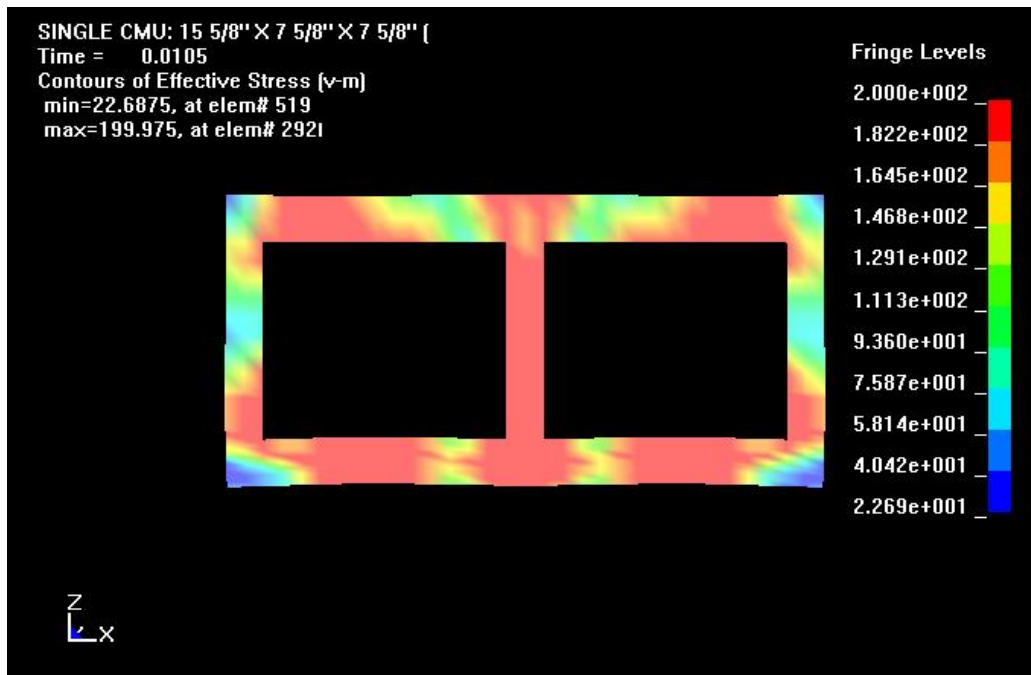 SINGLE CMU: 15 5/8" X 7 5/8" X 7 5/8" [
Time = 0.0105
Contours of Effective Stress (v-m)
min=22.6875, at elem# 519
max=199.975, at elem# 292
Fringe Levels
2.000e+002
1.822e+002
1.645e+002
1.468e+002
1.291e+002
1.113e+002
9.360e+001
7.587e+001
5.814e+001
4.042e+001
2.269e+001
Z
X